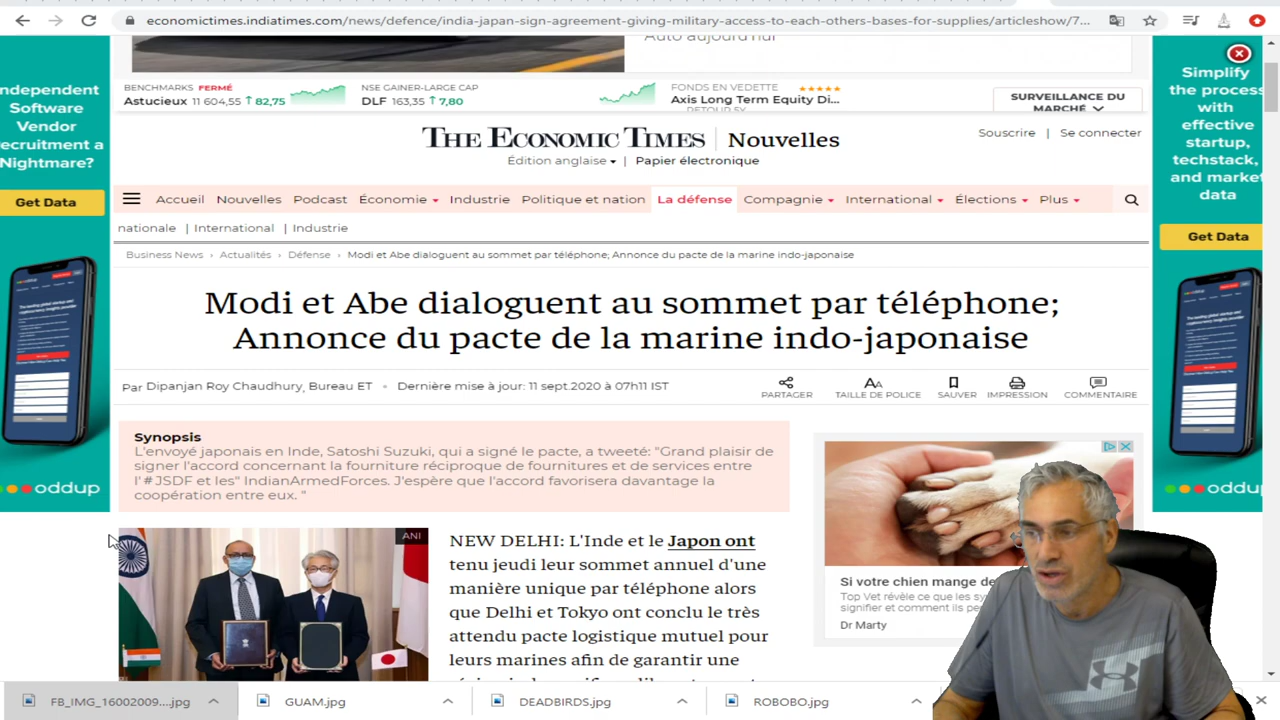 economictimes.indiatimes.com/news/defence/india-japan-sign-agreement-giving-military-access-to-each-others-bases-for-supplies/articleshow/7...
Auto aujourd'hui
BENCHMARKS FERMÉ
Astucieux 11 604,55 ↑ 82,75
NSE GAINER-LARGE CAP
DLF 163,35 ↑ 7,80
FONDS EN VEDETTE ★★★★★
Axis Long Term Equity Di...
RETOUR 5Y
SURVEILLANCE DU
MARCHÉ
THE ECONOMIC TIMES | Nouvelles
Édition anglaise | Papier électronique
Souscrire | Se connecter
Accueil Nouvelles Podcast Économie Industrie Politique et nation La défense Compagnie International Élections Plus
nationale | International | Industrie
Business News › Actualités › Défense › Modi et Abe dialoguent au sommet par téléphone; Annonce du pacte de la marine indo-japonaise
Modi et Abe dialoguent au sommet par téléphone;
Annonce du pacte de la marine indo-japonaise
Par Dipanjan Roy Chaudhury, Bureau ET • Dernière mise à jour: 11 sept.2020 à 07h11 IST
PARTAGER TAILLE DE POLICE SAUVER IMPRESSION COMMENTAIRE
Synopsis
L'envoyé japonais en Inde, Satoshi Suzuki, qui a signé le pacte, a tweeté: "Grand plaisir de
signer l'accord concernant la fourniture réciproque de fournitures et de services entre
l'#JSDF et les" IndianArmedForces. J'espère que l'accord favorisera davantage la
coopération entre eux. "
ANI
NEW DELHI: L'Inde et le Japon ont
tenu jeudi leur sommet annuel d'une
manière unique par téléphone alors
que Delhi et Tokyo ont conclu le très
attendu pacte logistique mutuel pour
leurs marines afin de garantir une
Si votre chien mange de
Top Vet révèle ce que les
signifier et comment ils pe
Dr Marty
ndependent
Software
Vendor
ecruitment a
Nightmare?
Get Data
oddup
Simplify
the process
with
effective
startup,
techstack,
and market
data
Get Data
oddup
FB_IMG_16002009....jpg
GUAM.jpg
DEADBIRDS.jpg
ROBOBO.jpg